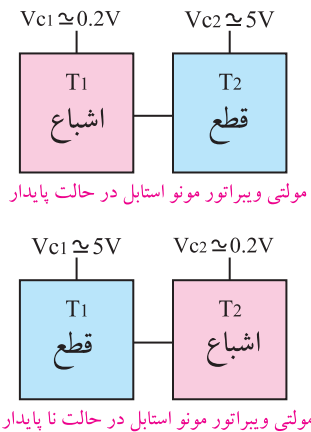 Vc1 ≃ 0.2V Vc2 ≃ 5V
T1 T2
اشباع قطع
مولتی ویبراتور مونو استابل در حالت پایدار
Vc1 ≃ 5V Vc2 ≃ 0.2V
T1 T2
قطع اشباع
مولتی ویبراتور مونو استابل در حالت نا پایدار